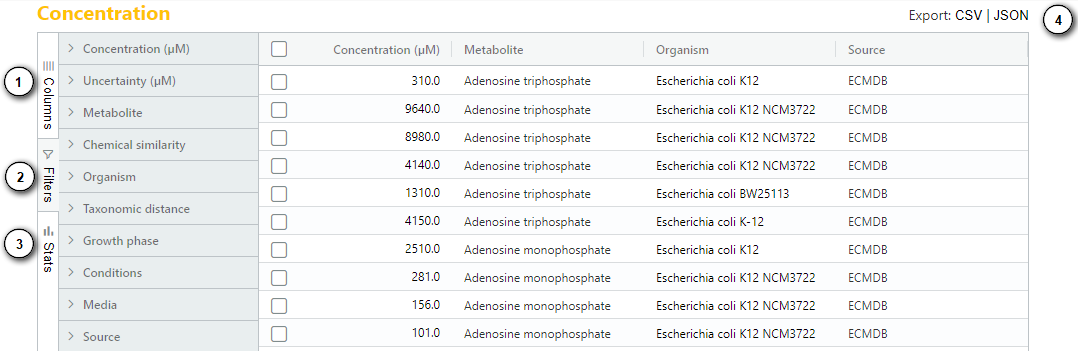 Concentration
Export: CSV | JSON
4
1
Columns
2
Filters
3
Stats
Concentration (µM)
Uncertainty (µM)
Metabolite
Chemical similarity
Organism
Taxonomic distance
Growth phase
Conditions
Media
Source
Concentration (µM) Metabolite Organism Source
310.0 Adenosine triphosphate Escherichia coli K12 ECMDB
9640.0 Adenosine triphosphate Escherichia coli K12 NCM3722 ECMDB
8980.0 Adenosine triphosphate Escherichia coli K12 NCM3722 ECMDB
4140.0 Adenosine triphosphate Escherichia coli K12 NCM3722 ECMDB
1310.0 Adenosine triphosphate Escherichia coli BW25113 ECMDB
4150.0 Adenosine triphosphate Escherichia coli K-12 ECMDB
2510.0 Adenosine monophosphate Escherichia coli K12 ECMDB
281.0 Adenosine monophosphate Escherichia coli K12 NCM3722 ECMDB
156.0 Adenosine monophosphate Escherichia coli K12 NCM3722 ECMDB
101.0 Adenosine monophosphate Escherichia coli K12 NCM3722 ECMDB